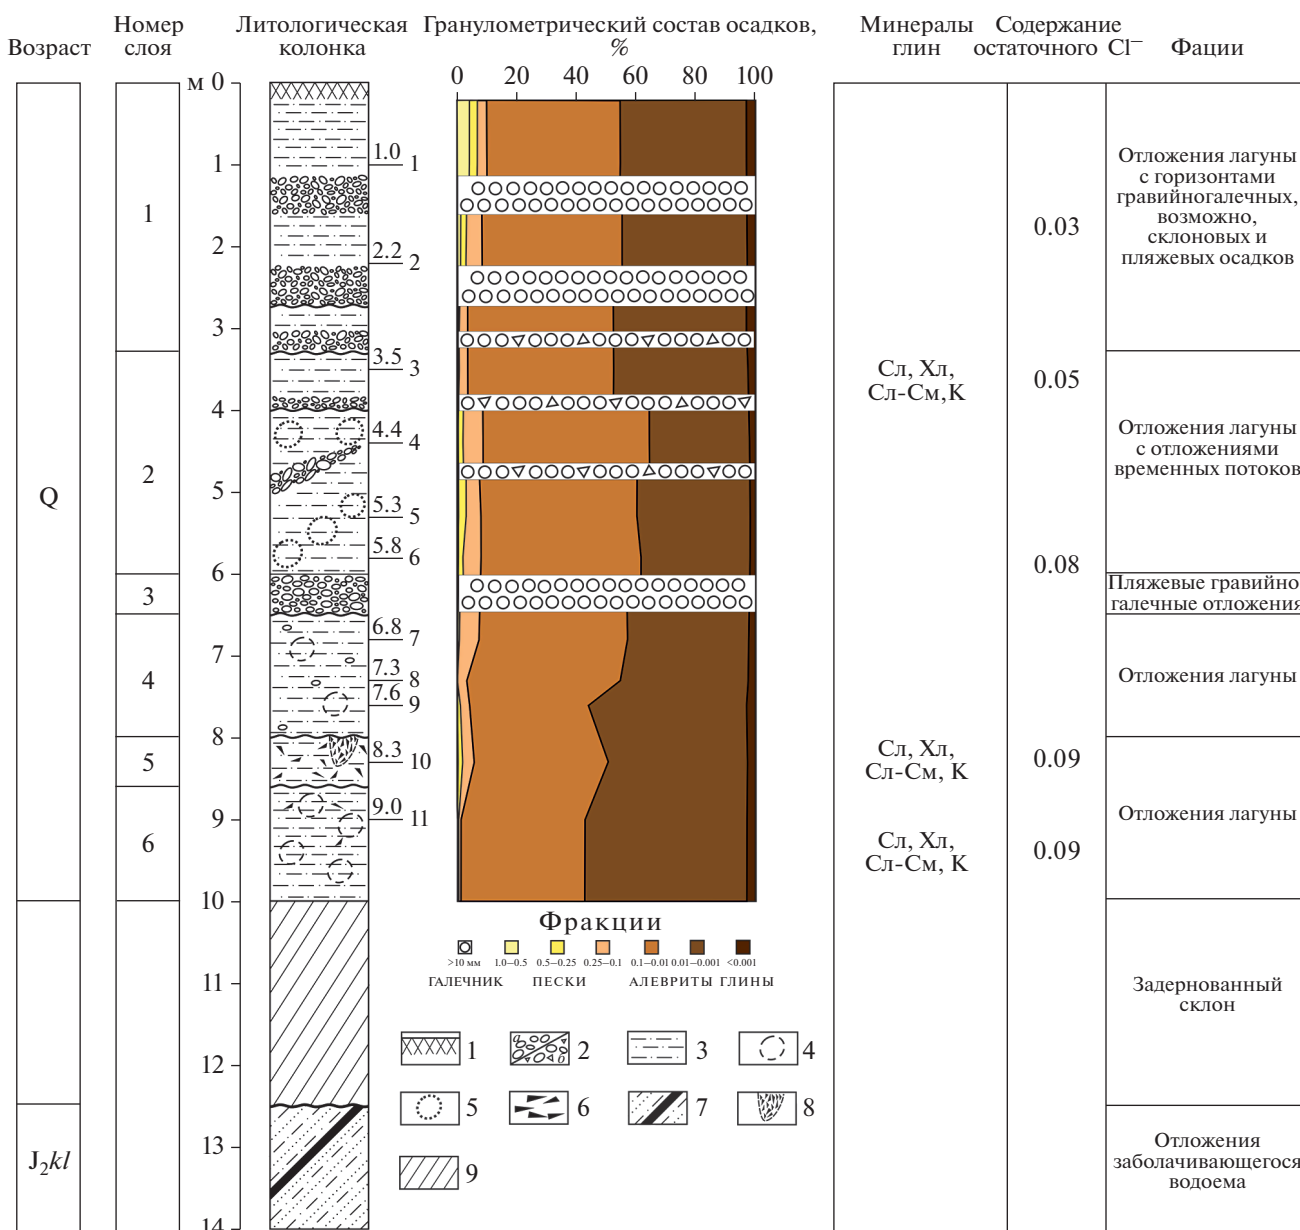 Возраст
Номер
слоя
Литологическая
колонка
Гранулометрический состав осадков,
%
Минералы
глин
Содержание
остаточного Cl⁻
Фации
0 20 40 60 80 100
м 0
1
2
3
4
5
6
7
8
9
10
11
12
13
14
Q
J₂kl
1
2
3
4
5
6
1.0 1
2.2 2
3.5 3
4.4 4
5.3 5
5.8 6
6.8 7
7.3 8
7.6 9
8.3 10
9.0 11
Сл, Хл,
Сл-См,К
Сл, Хл,
Сл-См, К
Сл, Хл,
Сл-См, К
0.03
0.05
0.08
0.09
0.09
Отложения лагуны
с горизонтами
гравийногалечных,
возможно,
склоновых и
пляжевых осадков
Отложения лагуны
с отложениями
временных потоков
Пляжевые гравийно
галечные отложения
Отложения лагуны
Отложения лагуны
Задернованный
склон
Отложения
заболачивающегося
водоема
Фракции
>10 мм 1.0–0.5 0.5–0.25 0.25–0.1 0.1–0.01 0.01–0.001 <0.001
ГАЛЕЧНИК ПЕСКИ АЛЕВРИТЫ ГЛИНЫ
1 2 3 4
5 6 7 8
9